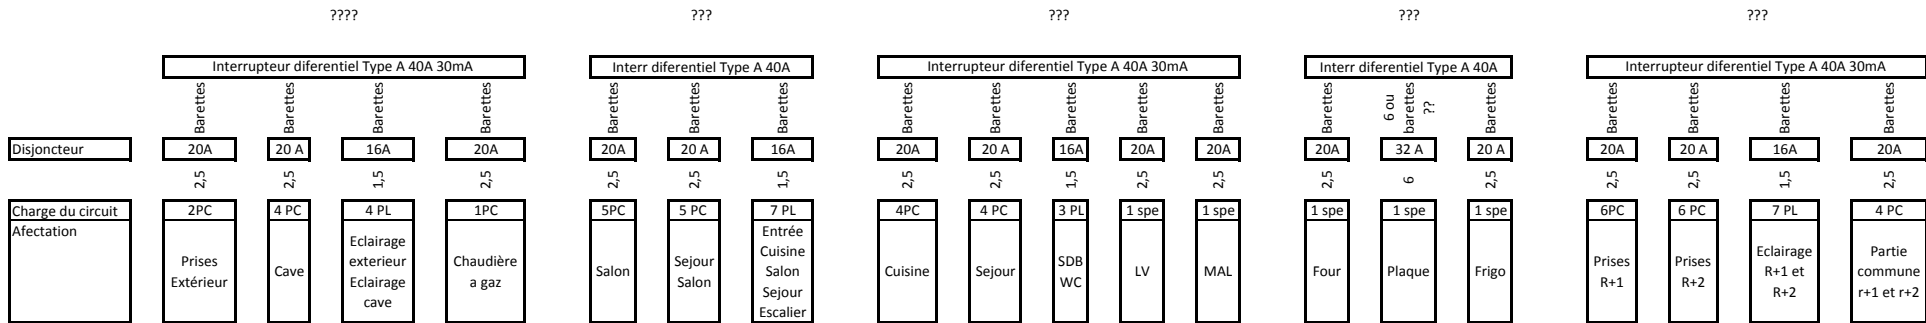 ???? ??? ??? ??? ???
Interrupteur diferentiel Type A 40A 30mA Interr diferentiel Type A 40A Interrupteur diferentiel Type A 40A 30mA Interr diferentiel Type A 40A Interrupteur diferentiel Type A 40A 30mA
Barettes Barettes Barettes Barettes Barettes Barettes Barettes Barettes Barettes Barettes Barettes Barettes Barettes 6 ou barettes ?? Barettes Barettes Barettes Barettes Barettes
Disjoncteur 20A 20 A 16A 20A 20A 20 A 16A 20A 20 A 16A 20A 20A 20A 32 A 20 A 20A 20 A 16A 20A
2,5 2,5 1,5 2,5 2,5 2,5 1,5 2,5 2,5 1,5 2,5 2,5 2,5 6 2,5 2,5 2,5 1,5 2,5
Charge du circuit 2PC 4 PC 4 PL 1PC 5PC 5 PC 7 PL 4PC 4 PC 3 PL 1 spe 1 spe 1 spe 1 spe 1 spe 6PC 6 PC 7 PL 4 PC
Afectation
Prises
Extérieur
Cave
Eclairage
exterieur
Eclairage
cave
Chaudière
a gaz
Salon
Sejour
Salon
Entrée
Cuisine
Salon
Sejour
Escalier
Cuisine
Sejour
SDB
WC
LV
MAL
Four
Plaque
Frigo
Prises
R+1
Prises
R+2
Eclairage
R+1 et
R+2
Partie
commune
r+1 et r+2